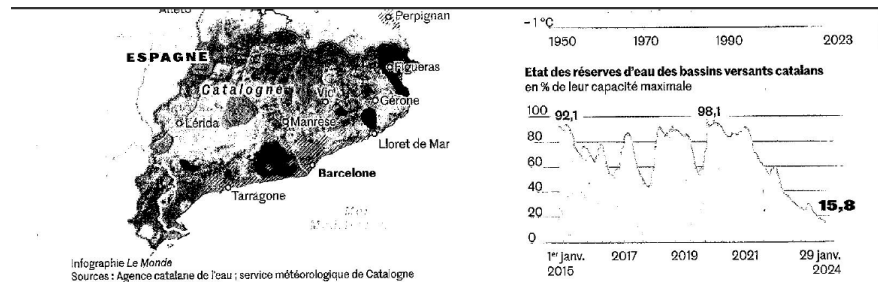 Perpignan
ESPAGNE
Figueras
Catalogne
Vic
Gérone
Lérida
Manrèse
Lloret de Mar
Barcelone
Tarragone
Mer
Infographie Le Monde
Sources : Agence catalane de l'eau ; service météorologique de Catalogne
-1 °C
1950 1970 1990 2023
Etat des réserves d'eau des bassins versants catalans
en % de leur capacité maximale
100
92,1
98,1
80
60
40
20
15,8
0
1er janv. 2017 2019 2021 29 janv.
2015 2024